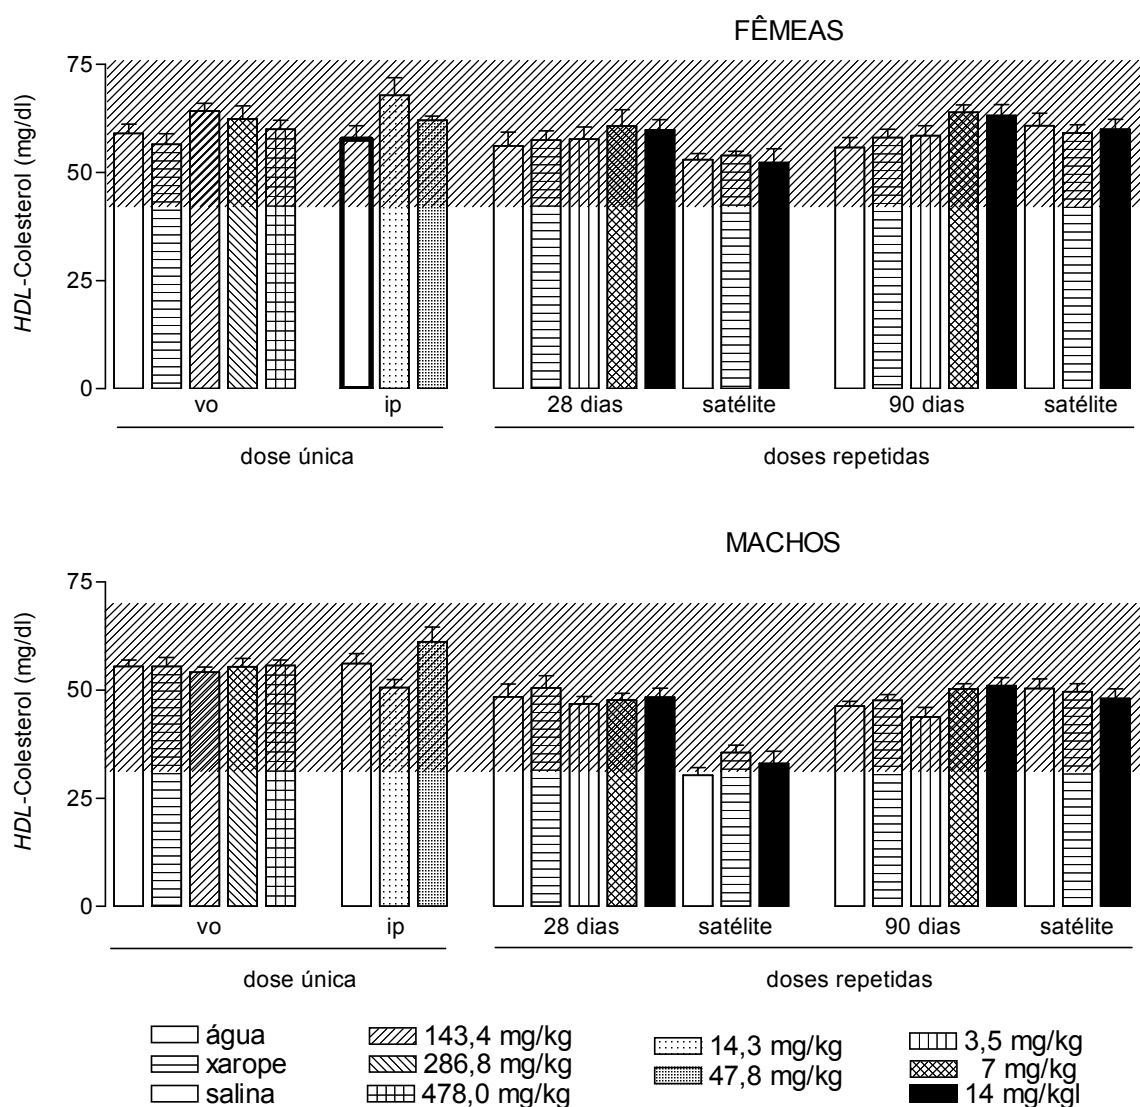 FÊMEAS
HDL-Colesterol (mg/dl)
75
50
25
0
vo ip 28 dias satélite 90 dias satélite
dose única doses repetidas
MACHOS
HDL-Colesterol (mg/dl)
75
50
25
0
vo ip 28 dias satélite 90 dias satélite
dose única doses repetidas
água 143,4 mg/kg 14,3 mg/kg 3,5 mg/kg
xarope 286,8 mg/kg 47,8 mg/kg 7 mg/kg
salina 478,0 mg/kg 14 mg/kgl